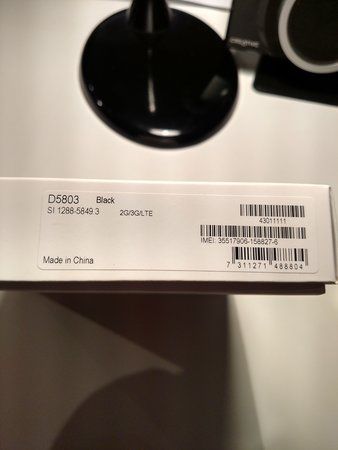 CREATIVE
D5803 Black
SI 1288-5849.3 2G/3G/LTE
43011111
IMEI: 35517906-158827-6
Made in China
7 311271 488804